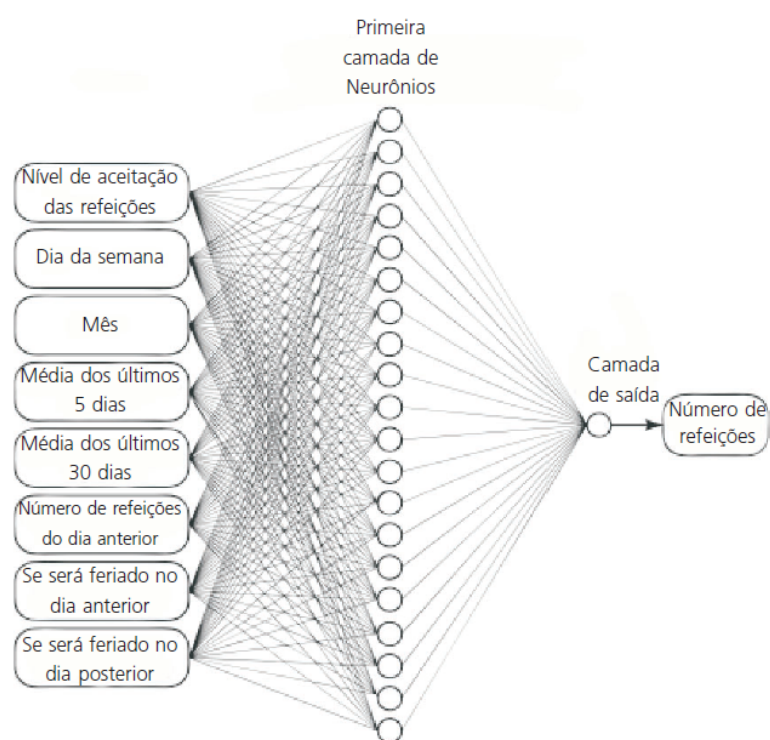 Primeira
camada de
Neurônios
Nível de aceitação
das refeições
Dia da semana
Mês
Média dos últimos
5 dias
Média dos últimos
30 dias
Número de refeições
do dia anterior
Se será feriado no
dia anterior
Se será feriado no
dia posterior
Camada
de saída
Número de
refeições